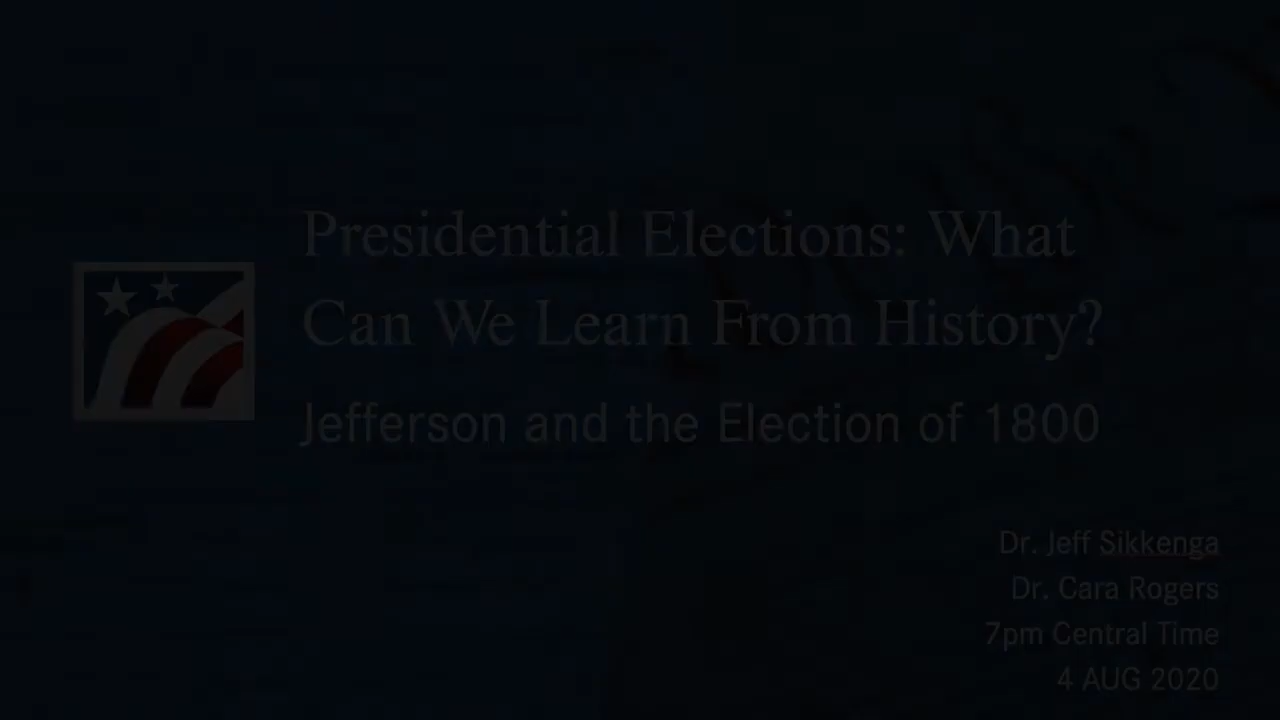 Presidential Elections: What
Can We Learn From History?
Jefferson and the Election of 1800
Dr. Jeff Sikkenga
Dr. Cara Rogers
7pm Central Time
4 AUG 2020